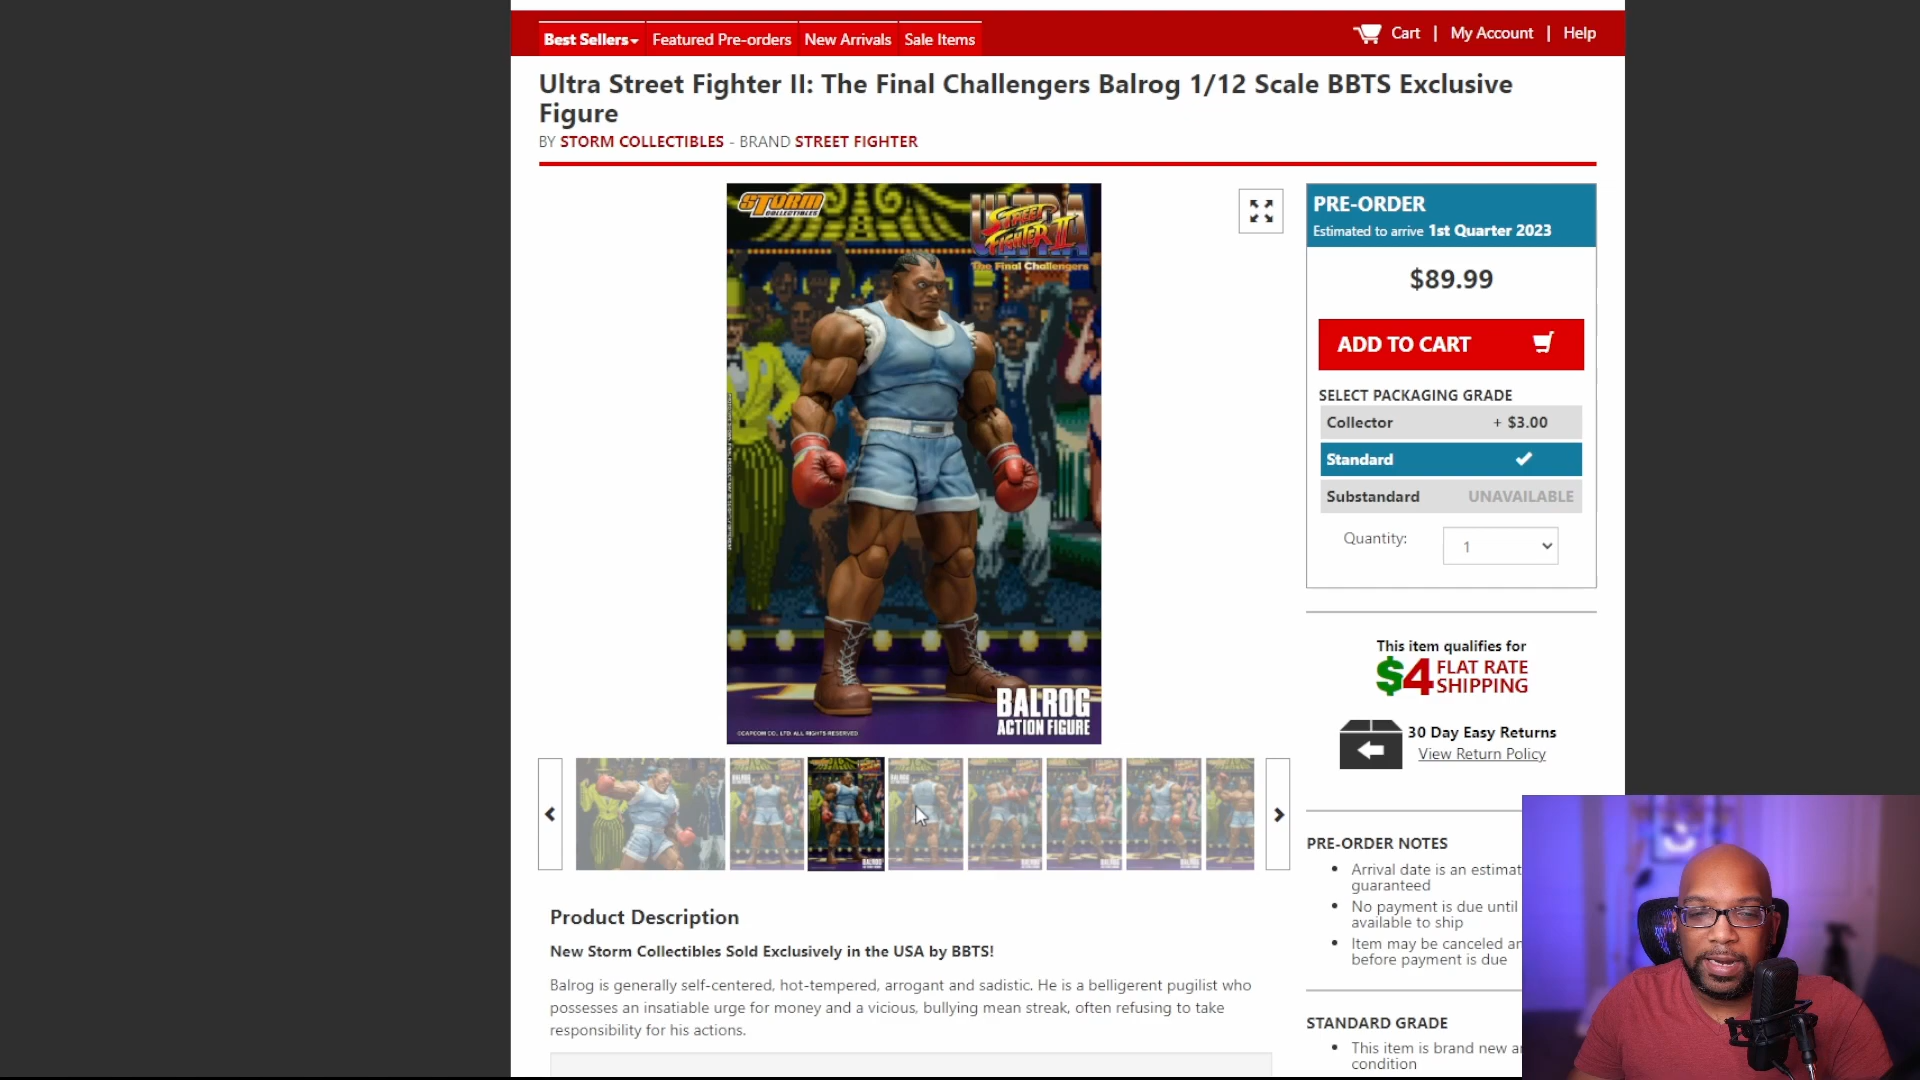 Best Sellers
Featured Pre-orders
New Arrivals
Sale Items
Cart | My Account | Help
Ultra Street Fighter II: The Final Challengers Balrog 1/12 Scale BBTS Exclusive
Figure
BY STORM COLLECTIBLES - BRAND STREET FIGHTER
STORM
COLLECTIBLES
ULTRA
STREET
FIGHTER II
The Final Challengers
BALROG
ACTION FIGURE
©CAPCOM CO., LTD. ALL RIGHTS RESERVED
PRE-ORDER
Estimated to arrive 1st Quarter 2023
$89.99
ADD TO CART
SELECT PACKAGING GRADE
Collector + $3.00
Standard
Substandard UNAVAILABLE
Quantity: 1
This item qualifies for
$4 FLAT RATE
SHIPPING
30 Day Easy Returns
View Return Policy
PRE-ORDER NOTES
Arrival date is an estimat
guaranteed
No payment is due until
available to ship
Item may be canceled an
before payment is due
STANDARD GRADE
This item is brand new a
condition
Product Description
New Storm Collectibles Sold Exclusively in the USA by BBTS!
Balrog is generally self-centered, hot-tempered, arrogant and sadistic. He is a belligerent pugilist who
possesses an insatiable urge for money and a vicious, bullying mean streak, often refusing to take
responsibility for his actions.